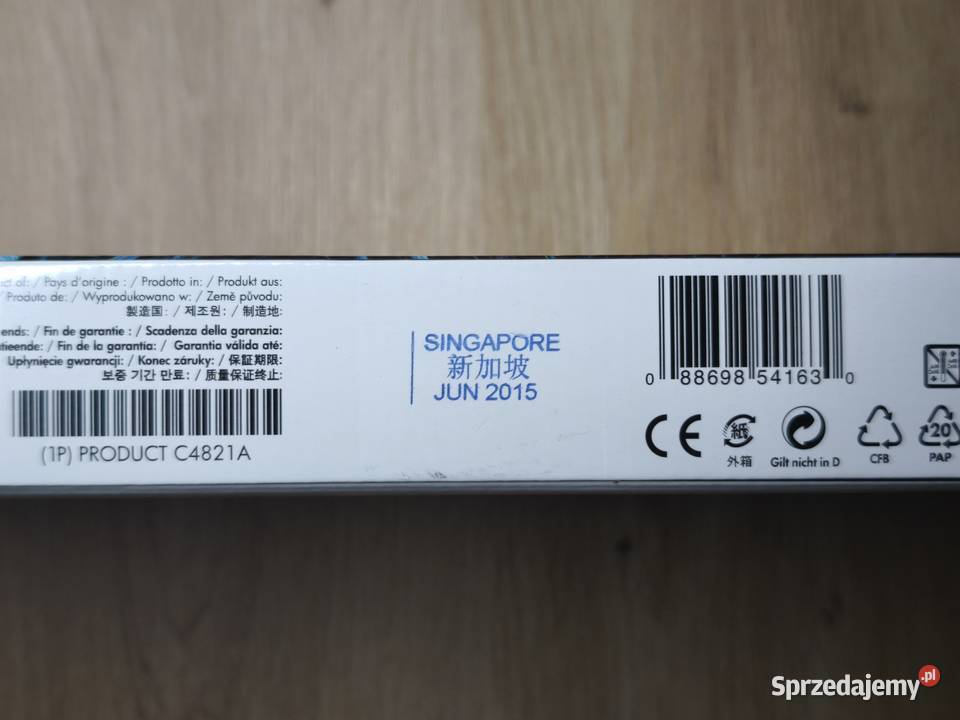 ct of: / Pays d'origine : / Prodotto in: / Produkt aus:
Produto de: / Wyprodukowano w: / Země původu:
製造国: / 제조원: / 制造地:
ends: / Fin de garantie : / Scadenza della garanzia:
tieende: / Fin de la garantia: / Garantia válida até:
Upłynięcie gwarancji: / Konec záruky: / 保証期限:
보증 기간 만료: / 质量保证终止:
(1P) PRODUCT C4821A
SINGAPORE
新加坡
JUN 2015
0 88698 54163 0
CE
紙
外箱
Gilt nicht in D
CFB
20
PAP
Sprzedajemy.pl